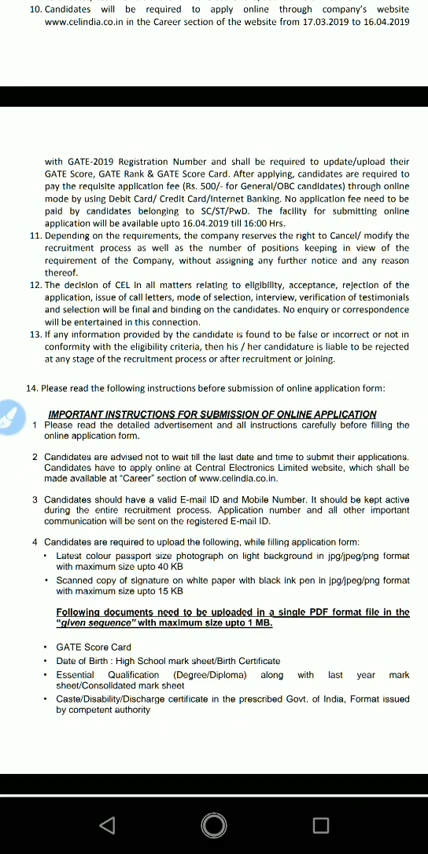 10. Candidates will be required to apply online through company's website
www.celindia.co.in in the Career section of the website from 17.03.2019 to 16.04.2019
with GATE-2019 Registration Number and shall be required to update/upload their
GATE Score, GATE Rank & GATE Score Card. After applying, candidates are required to
pay the requisite application fee (Rs. 500/- for General/OBC candidates) through online
mode by using Debit Card/ Credit Card/Internet Banking. No application fee need to be
paid by candidates belonging to SC/ST/PwD. The facility for submitting online
application will be available upto 16.04.2019 till 16:00 Hrs.
11. Depending on the requirements, the company reserves the right to Cancel/ modify the
recruitment process as well as the number of positions keeping in view of the
requirement of the Company, without assigning any further notice and any reason
thereof.
12. The decision of CEL in all matters relating to eligibility, acceptance, rejection of the
application, issue of call letters, mode of selection, interview, verification of testimonials
and selection will be final and binding on the candidates. No enquiry or correspondence
will be entertained in this connection.
13. If any information provided by the candidate is found to be false or incorrect or not in
conformity with the eligibility criteria, then his / her candidature is liable to be rejected
at any stage of the recruitment process or after recruitment or joining.
14. Please read the following instructions before submission of online application form:
IMPORTANT INSTRUCTIONS FOR SUBMISSION OF ONLINE APPLICATION
1 Please read the detailed advertisement and all instructions carefully before filling the
online application form.
2 Candidates are advised not to wait till the last date and time to submit their applications.
Candidates have to apply online at Central Electronics Limited website, which shall be
made available at "Career" section of www.celindia.co.in.
3 Candidates should have a valid E-mail ID and Mobile Number. It should be kept active
during the entire recruitment process. Application number and all other important
communication will be sent on the registered E-mail ID.
4 Candidates are required to upload the following, while filling application form:
• Latest colour passport size photograph on light background in jpg/jpeg/png format
with maximum size upto 40 KB
• Scanned copy of signature on white paper with black ink pen in jpg/jpeg/png format
with maximum size upto 15 KB
Following documents need to be uploaded in a single PDF format file in the
"given sequence" with maximum size upto 1 MB.
• GATE Score Card
• Date of Birth : High School mark sheet/Birth Certificate
• Essential Qualification (Degree/Diploma) along with last year mark
sheet/Consolidated mark sheet
• Caste/Disability/Discharge certificate in the prescribed Govt. of India, Format issued
by competent authority